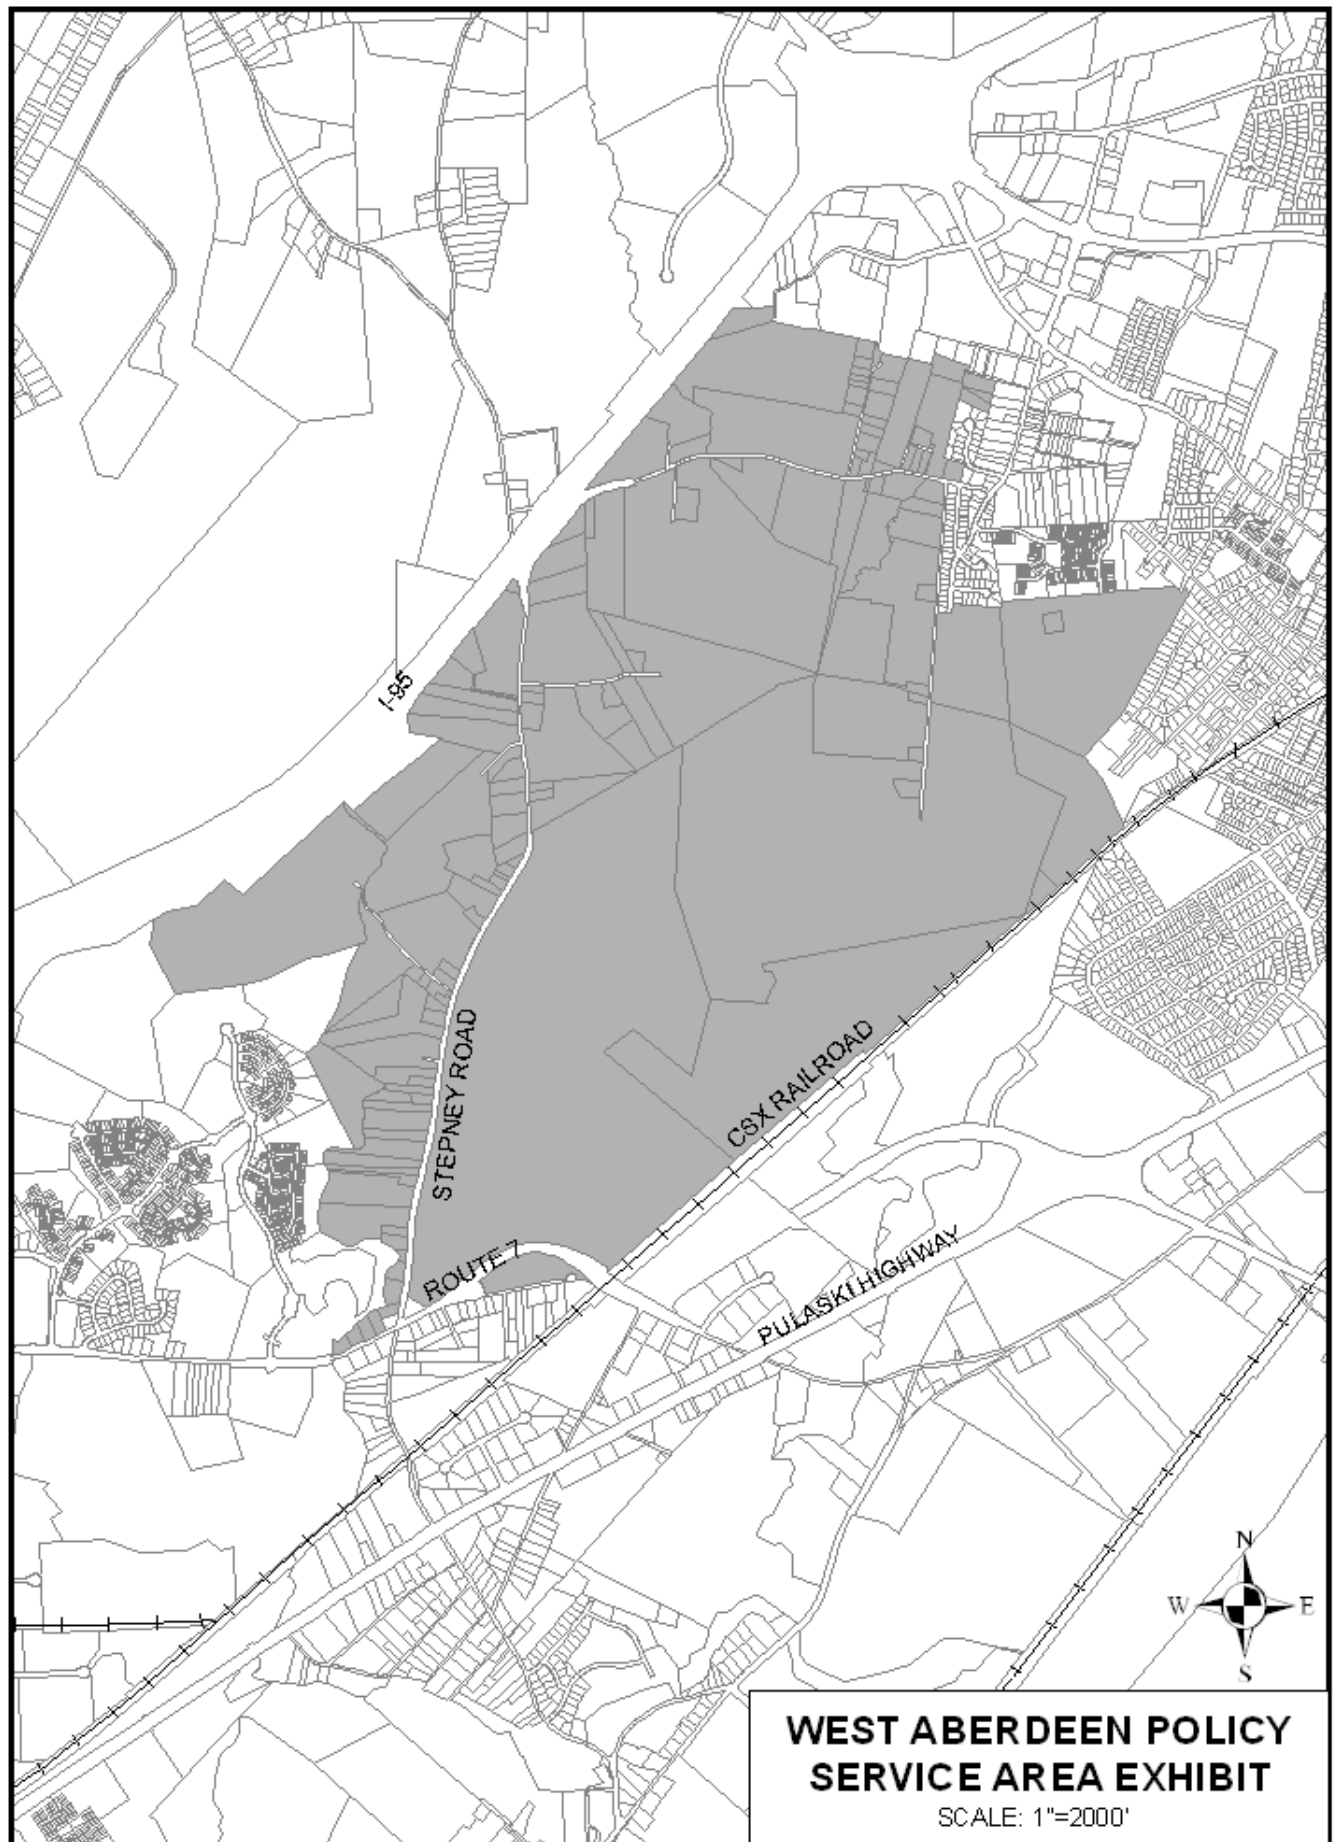 I-95
STEPNEY ROAD
CSX RAILROAD
ROUTE 7
PULASKI HIGHWAY
N
W E
S
WEST ABERDEEN POLICY
SERVICE AREA EXHIBIT
SCALE: 1"=2000'